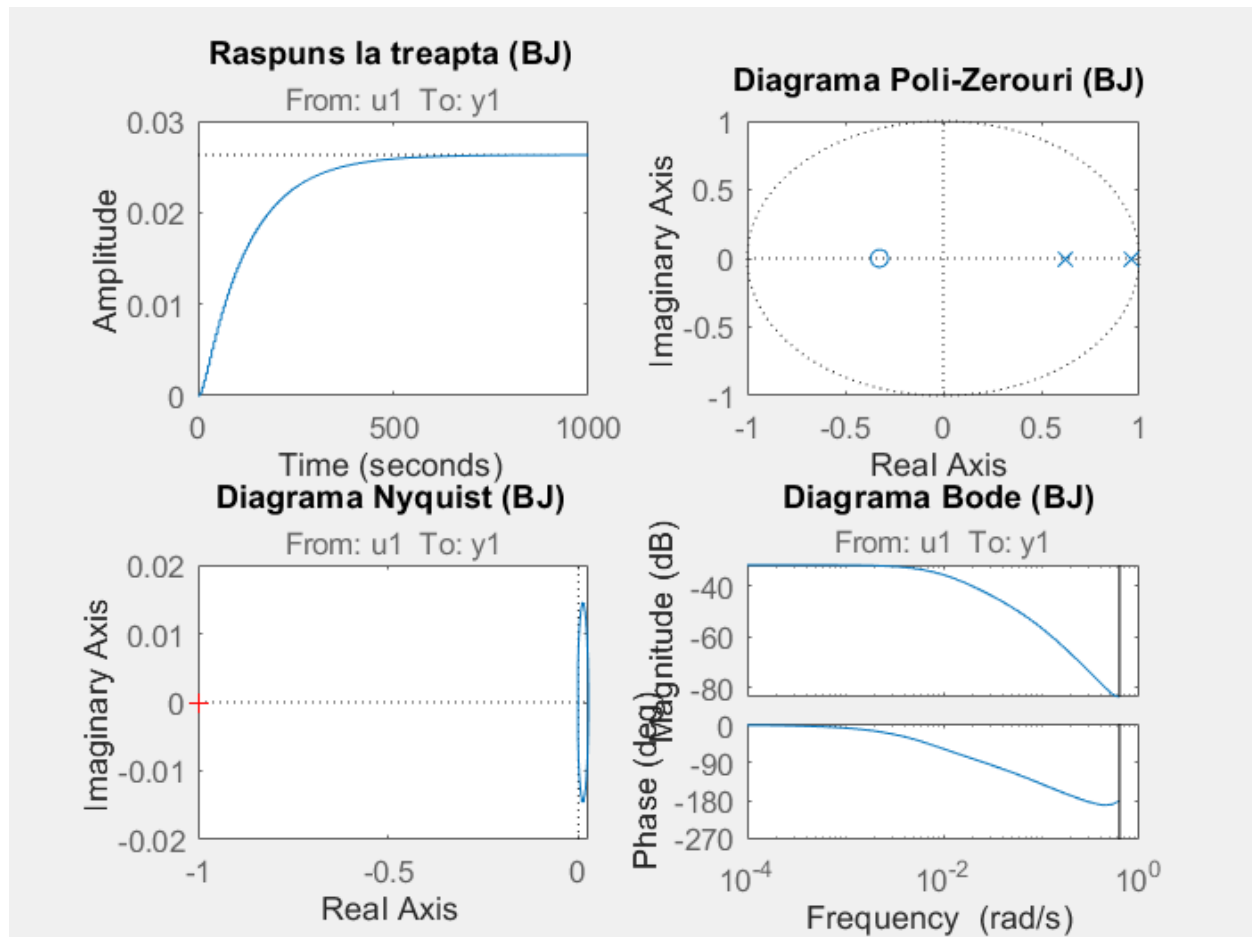 Raspuns la treapta (BJ)
From: u1 To: y1
Amplitude
0.03
0.02
0.01
0
0
500
1000
Time (seconds)
Diagrama Poli-Zerouri (BJ)
Imaginary Axis
1
0.5
0
-0.5
-1
-1
-0.5
0
0.5
1
Real Axis
Diagrama Nyquist (BJ)
From: u1 To: y1
Imaginary Axis
0.02
0.01
0
-0.01
-0.02
-1
-0.5
0
Real Axis
Diagrama Bode (BJ)
From: u1 To: y1
Magnitude (dB)
-40
-60
-80
Phase (deg)
0
-90
-180
-270
10^-4
10^-2
10^0
Frequency (rad/s)